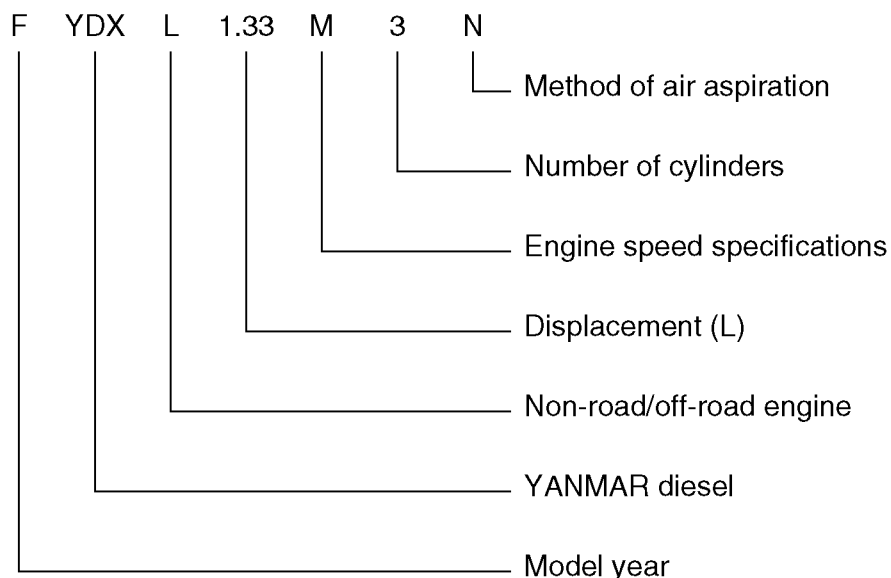 F YDX L 1.33 M 3 N
Method of air aspiration
Number of cylinders
Engine speed specifications
Displacement (L)
Non-road/off-road engine
YANMAR diesel
Model year